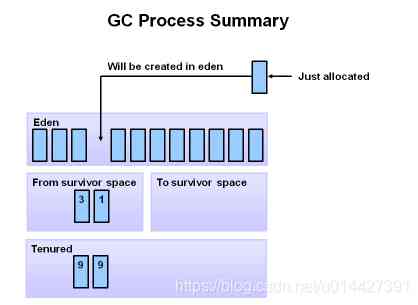 GC Process Summary
Will be created in eden
Just allocated
Eden
From survivor space
To survivor space
3 1
Tenured
9 9
https://blog.csdn.net/u014427391